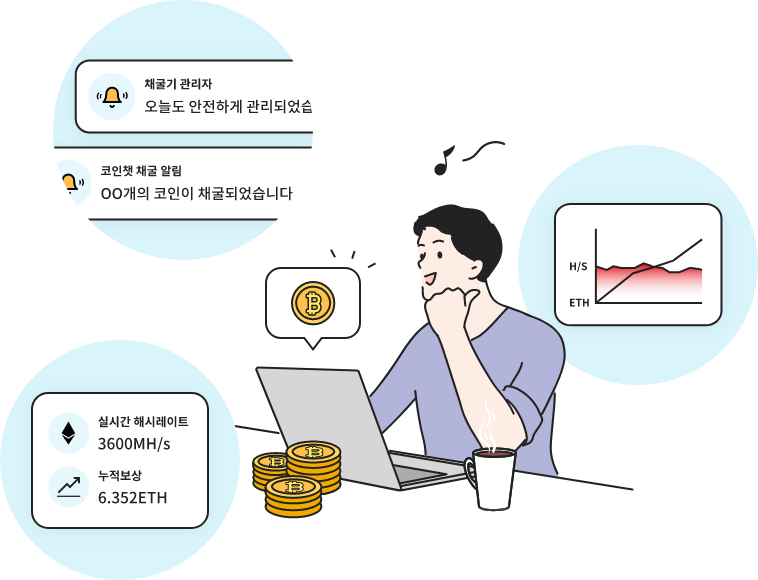 채굴기 관리자
오늘도 안전하게 관리되었습
코인챗 채굴 알림
OO개의 코인이 채굴되었습니다
H/S
ETH
실시간 해시레이트
3600MH/s
누적보상
6.352ETH